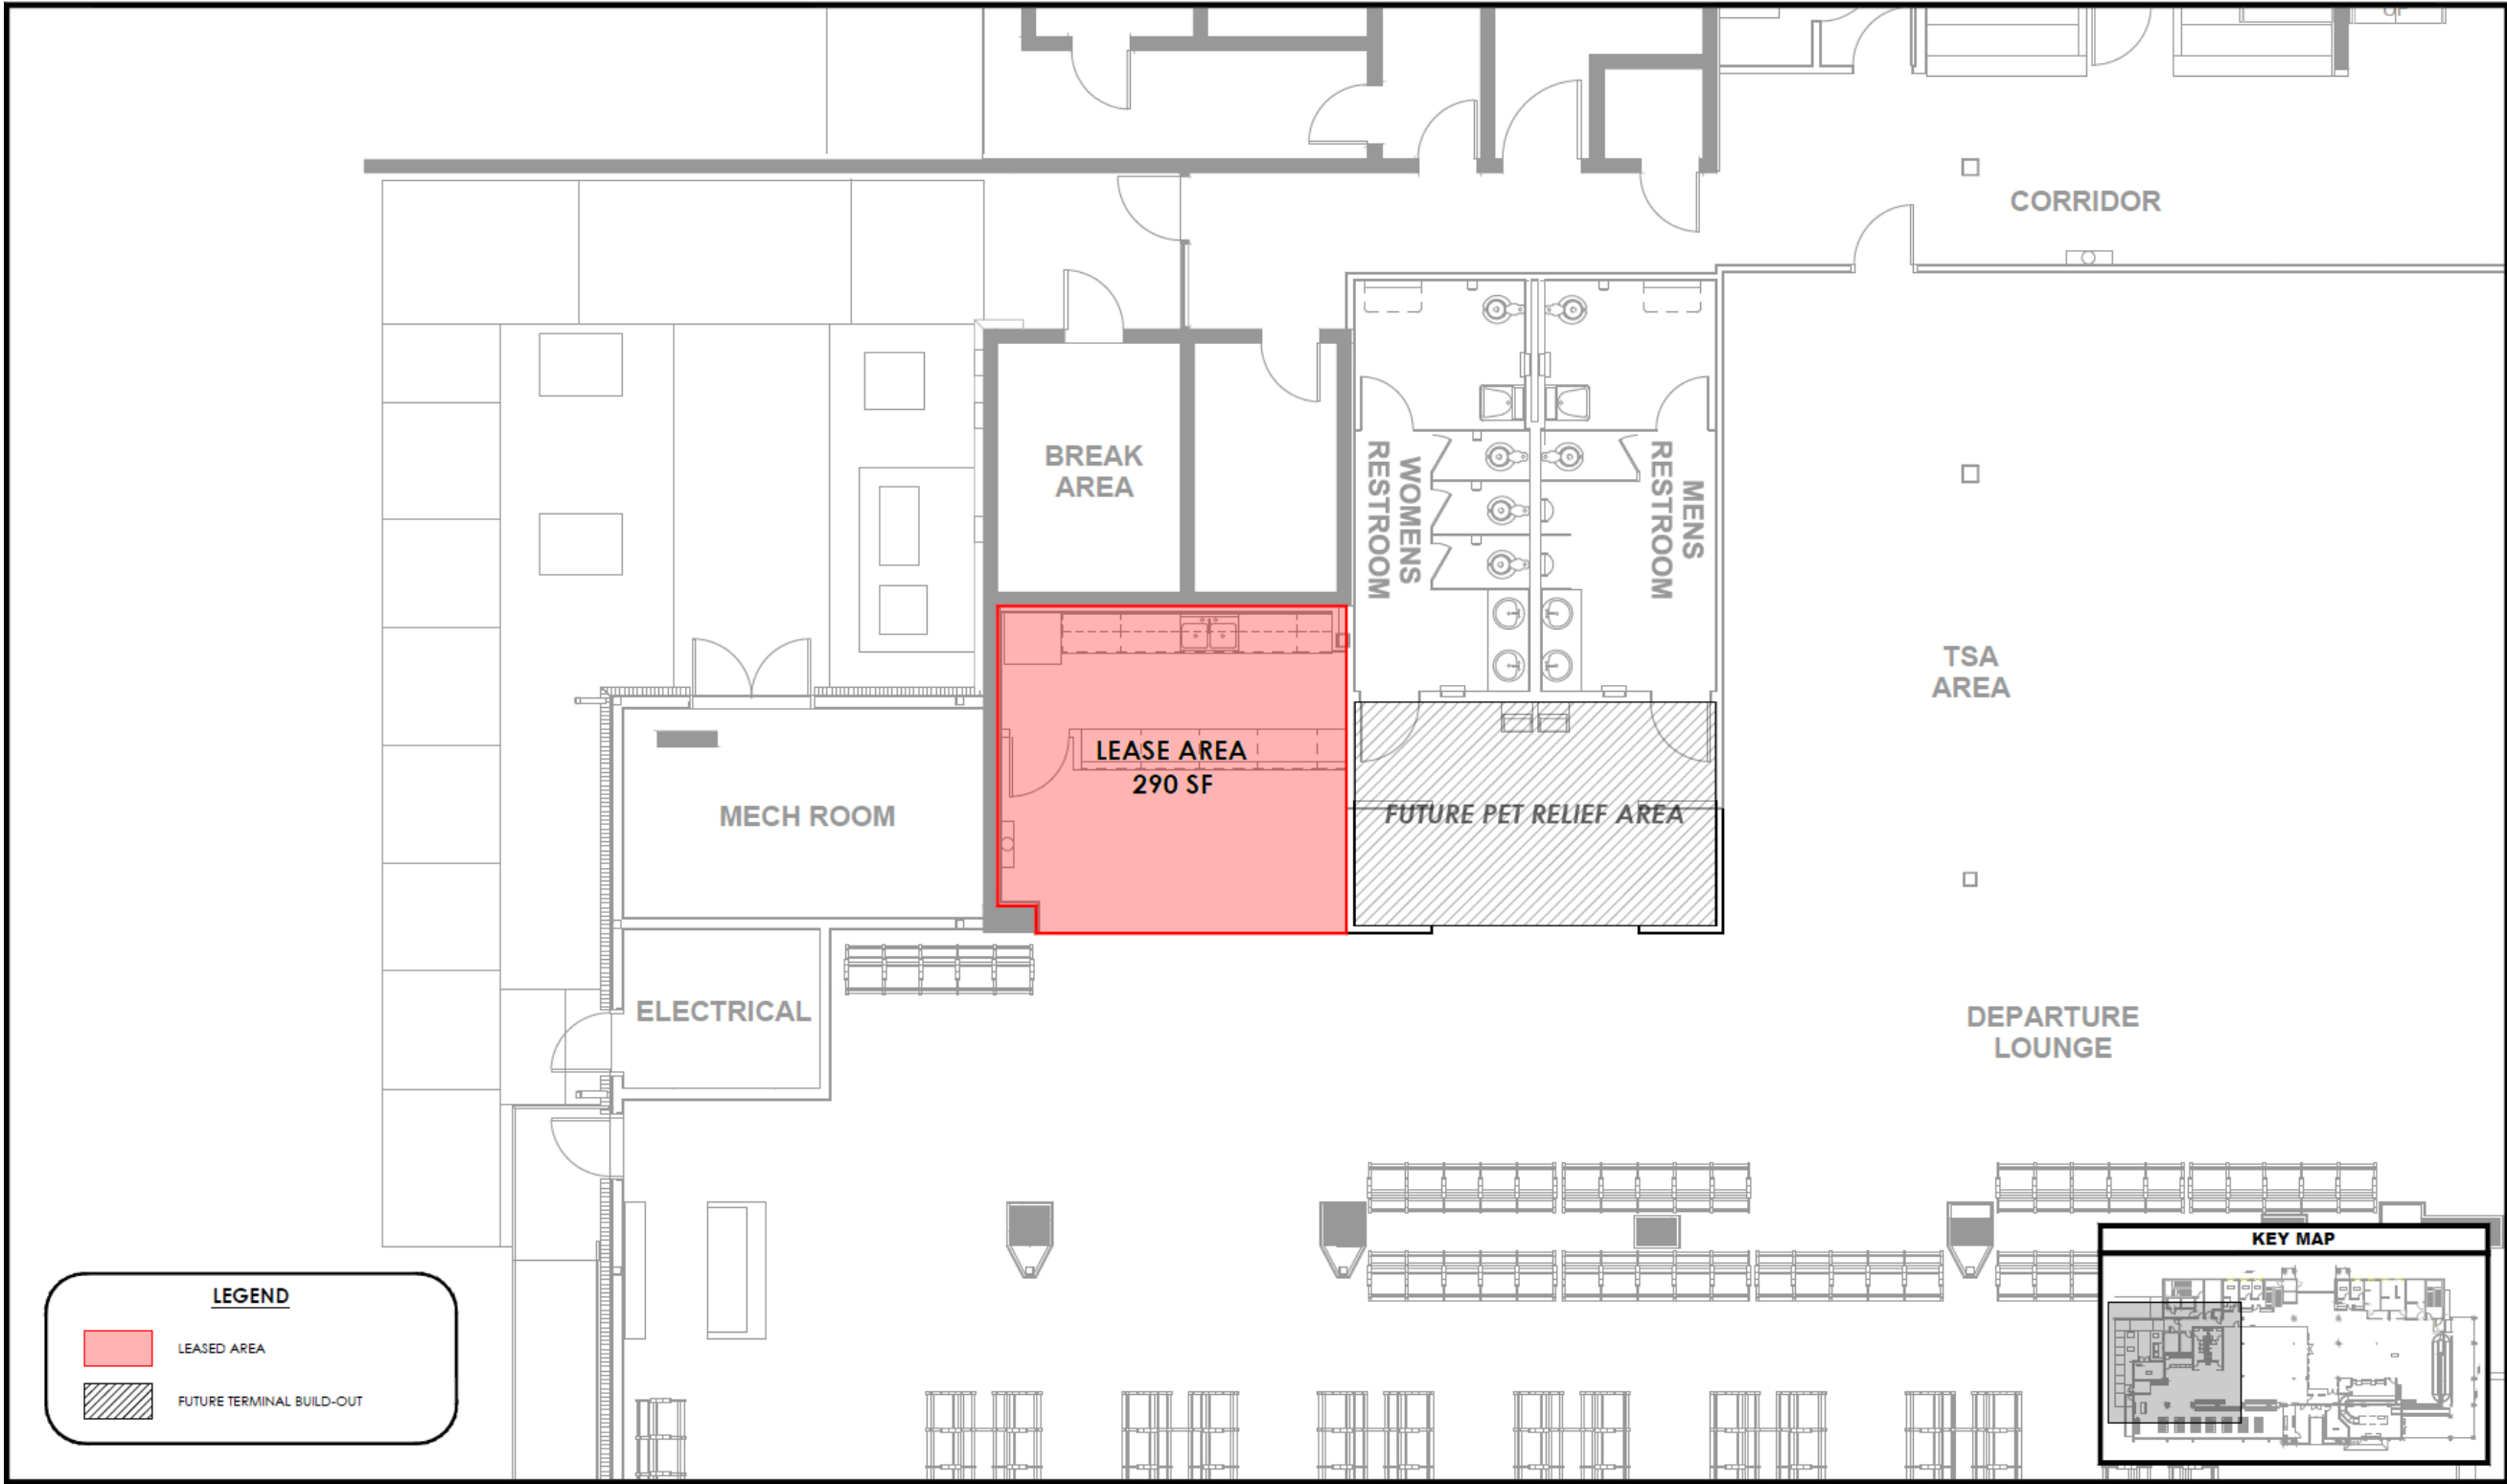 CORRIDOR
BREAK
AREA
WOMENS
RESTROOM
MENS
RESTROOM
TSA
AREA
LEASE AREA
290 SF
MECH ROOM
FUTURE PET RELIEF AREA
ELECTRICAL
DEPARTURE
LOUNGE
KEY MAP
LEGEND
LEASED AREA
FUTURE TERMINAL BUILD-OUT